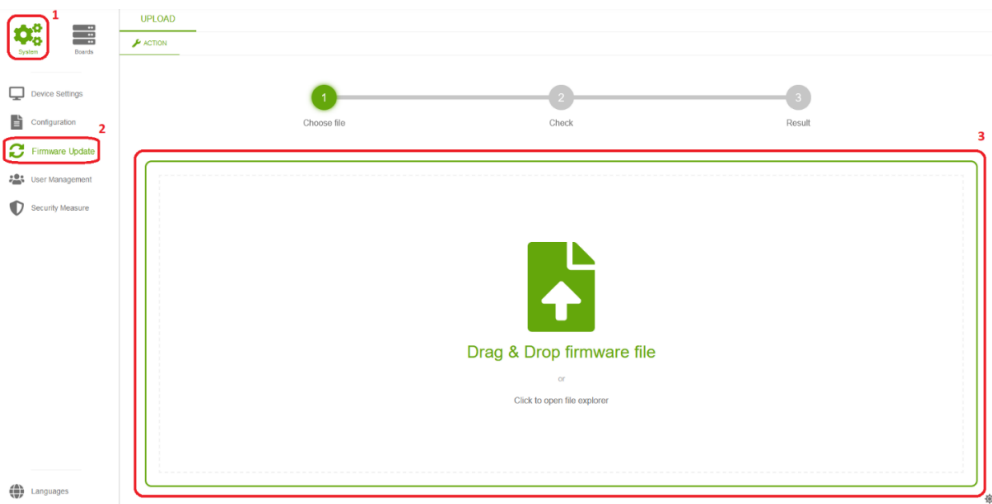 1
System
Boards
UPLOAD
ACTION
Device Settings
Configuration
2
Firmware Update
User Management
Security Measure
1
2
3
Choose file
Check
Result
3
Drag & Drop firmware file
or
Click to open file explorer
Languages